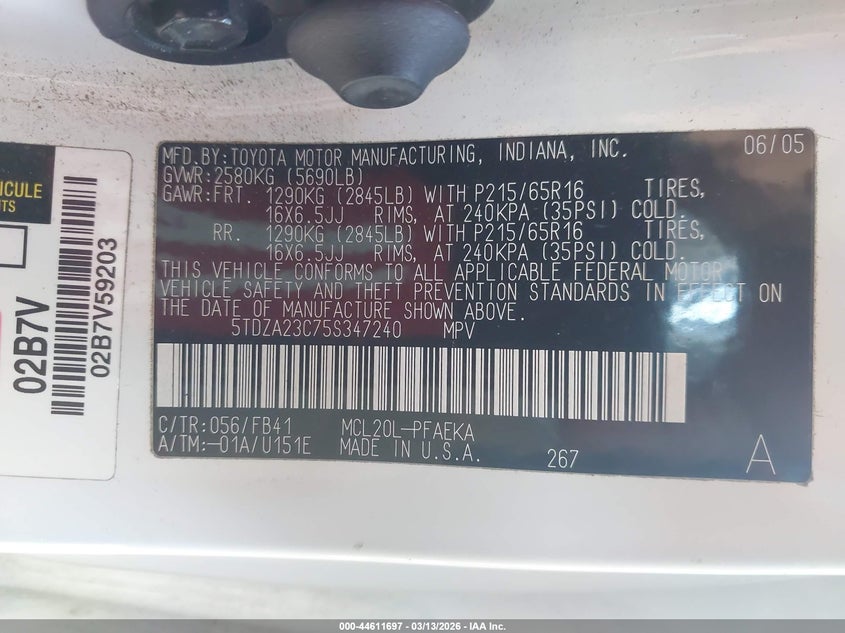 ICULE
TS
02B7V
02B7V59203
MFD.BY:TOYOTA MOTOR MANUFACTURING, INDIANA, INC. 06/05
GVWR:2580KG (5690LB)
GAWR:FRT. 1290KG (2845LB) WITH P215/65R16 TIRES,
16X6.5JJ RIMS, AT 240KPA (35PSI) COLD.
RR. 1290KG (2845LB) WITH P215/65R16 TIRES,
16X6.5JJ RIMS, AT 240KPA (35PSI) COLD.
THIS VEHICLE CONFORMS TO ALL APPLICABLE FEDERAL MOTOR
VEHICLE SAFETY AND THEFT PREVENTION STANDARDS IN EFFECT ON
THE DATE OF MANUFACTURE SHOWN ABOVE.
5TDZA23C75S347240 MPV
C/TR:056/FB41 MCL20L-PFAEKA
A/TM:-01A/U151E MADE IN U.S.A. 267 A
000-44611697 - 03/13/2026 - IAA Inc.